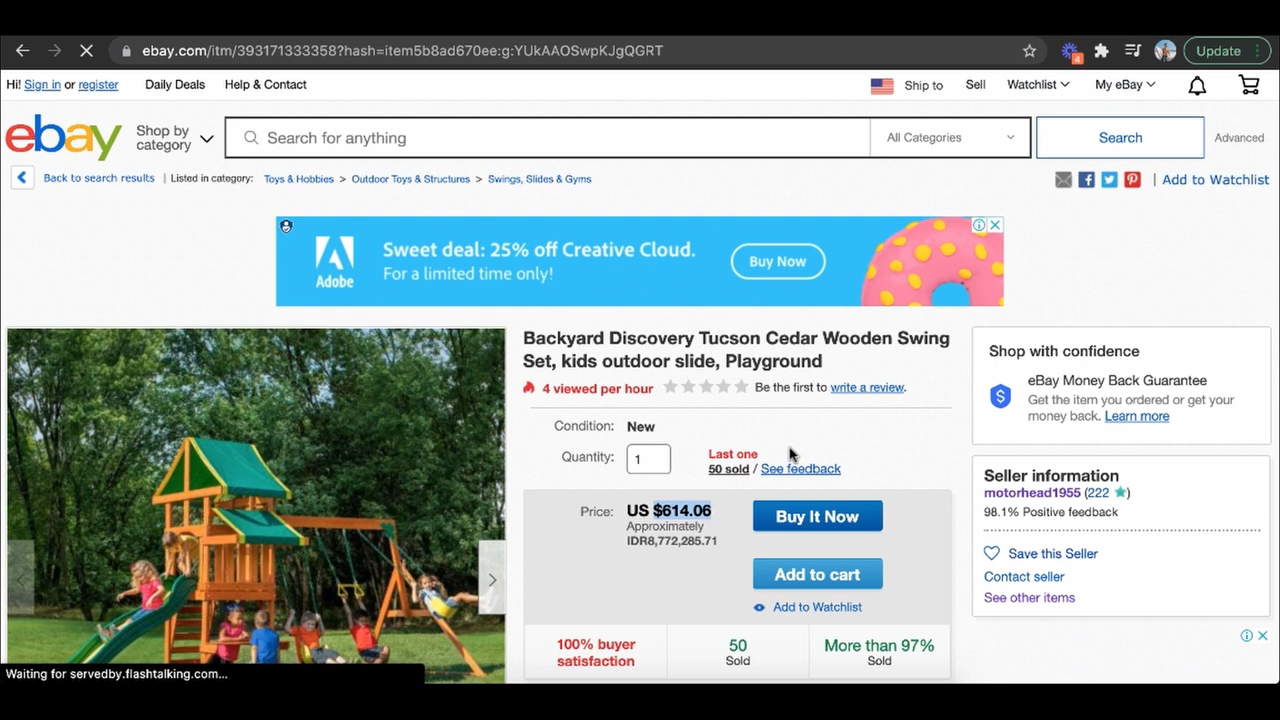 ebay.com/itm/393171333358?hash=item5b8ad670ee:g:YUkAAOSwpKJgQGRT
4
Update
Hi! Sign in or register
Daily Deals
Help & Contact
Ship to
Sell
Watchlist
My eBay
ebay
Shop by
category
Search for anything
All Categories
Search
Advanced
Back to search results | Listed in category: Toys & Hobbies > Outdoor Toys & Structures > Swings, Slides & Gyms
| Add to Watchlist
Adobe
Sweet deal: 25% off Creative Cloud.
For a limited time only!
Buy Now
Backyard Discovery Tucson Cedar Wooden Swing
Set, kids outdoor slide, Playground
4 viewed per hour
Be the first to write a review.
Condition: New
Quantity: 1
Last one
50 sold / See feedback
Price: US $614.06
Approximately
IDR8,772,285.71
Buy It Now
Add to cart
Add to Watchlist
100% buyer
satisfaction
50
Sold
More than 97%
Sold
Shop with confidence
eBay Money Back Guarantee
Get the item you ordered or get your
money back. Learn more
Seller information
motorhead1955 (222)
98.1% Positive feedback
Save this Seller
Contact seller
See other items
Waiting for servedby.flashtalking.com...